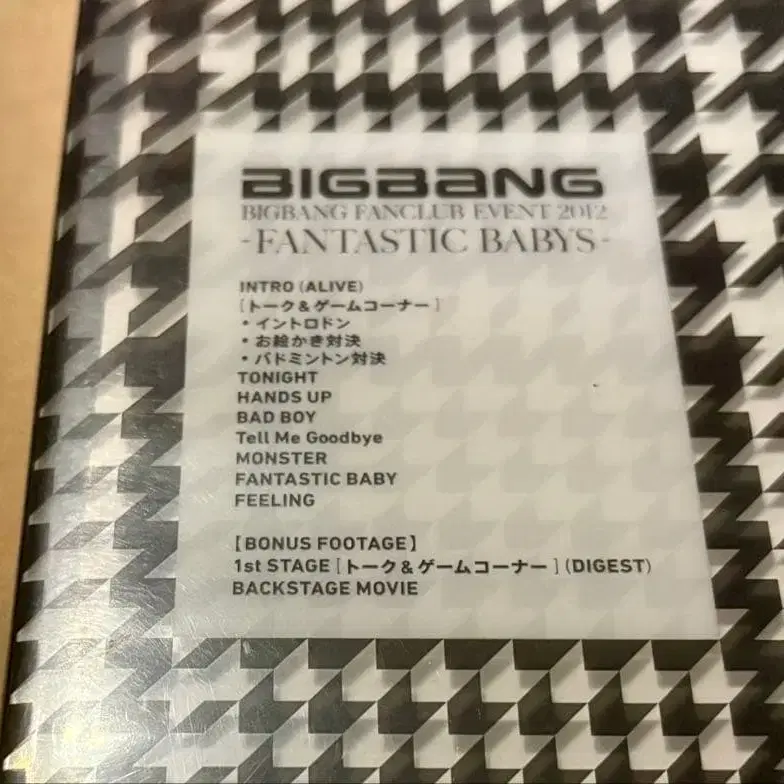 BIGBANG
BIGBANG FANCLUB EVENT 2012
-FANTASTIC BABYS-
INTRO (ALIVE)
[トーク&ゲームコーナー]
・イントロドン
・お絵かき対決
・バドミントン対決
TONIGHT
HANDS UP
BAD BOY
Tell Me Goodbye
MONSTER
FANTASTIC BABY
FEELING
【BONUS FOOTAGE】
1st STAGE [トーク&ゲームコーナー] (DIGEST)
BACKSTAGE MOVIE